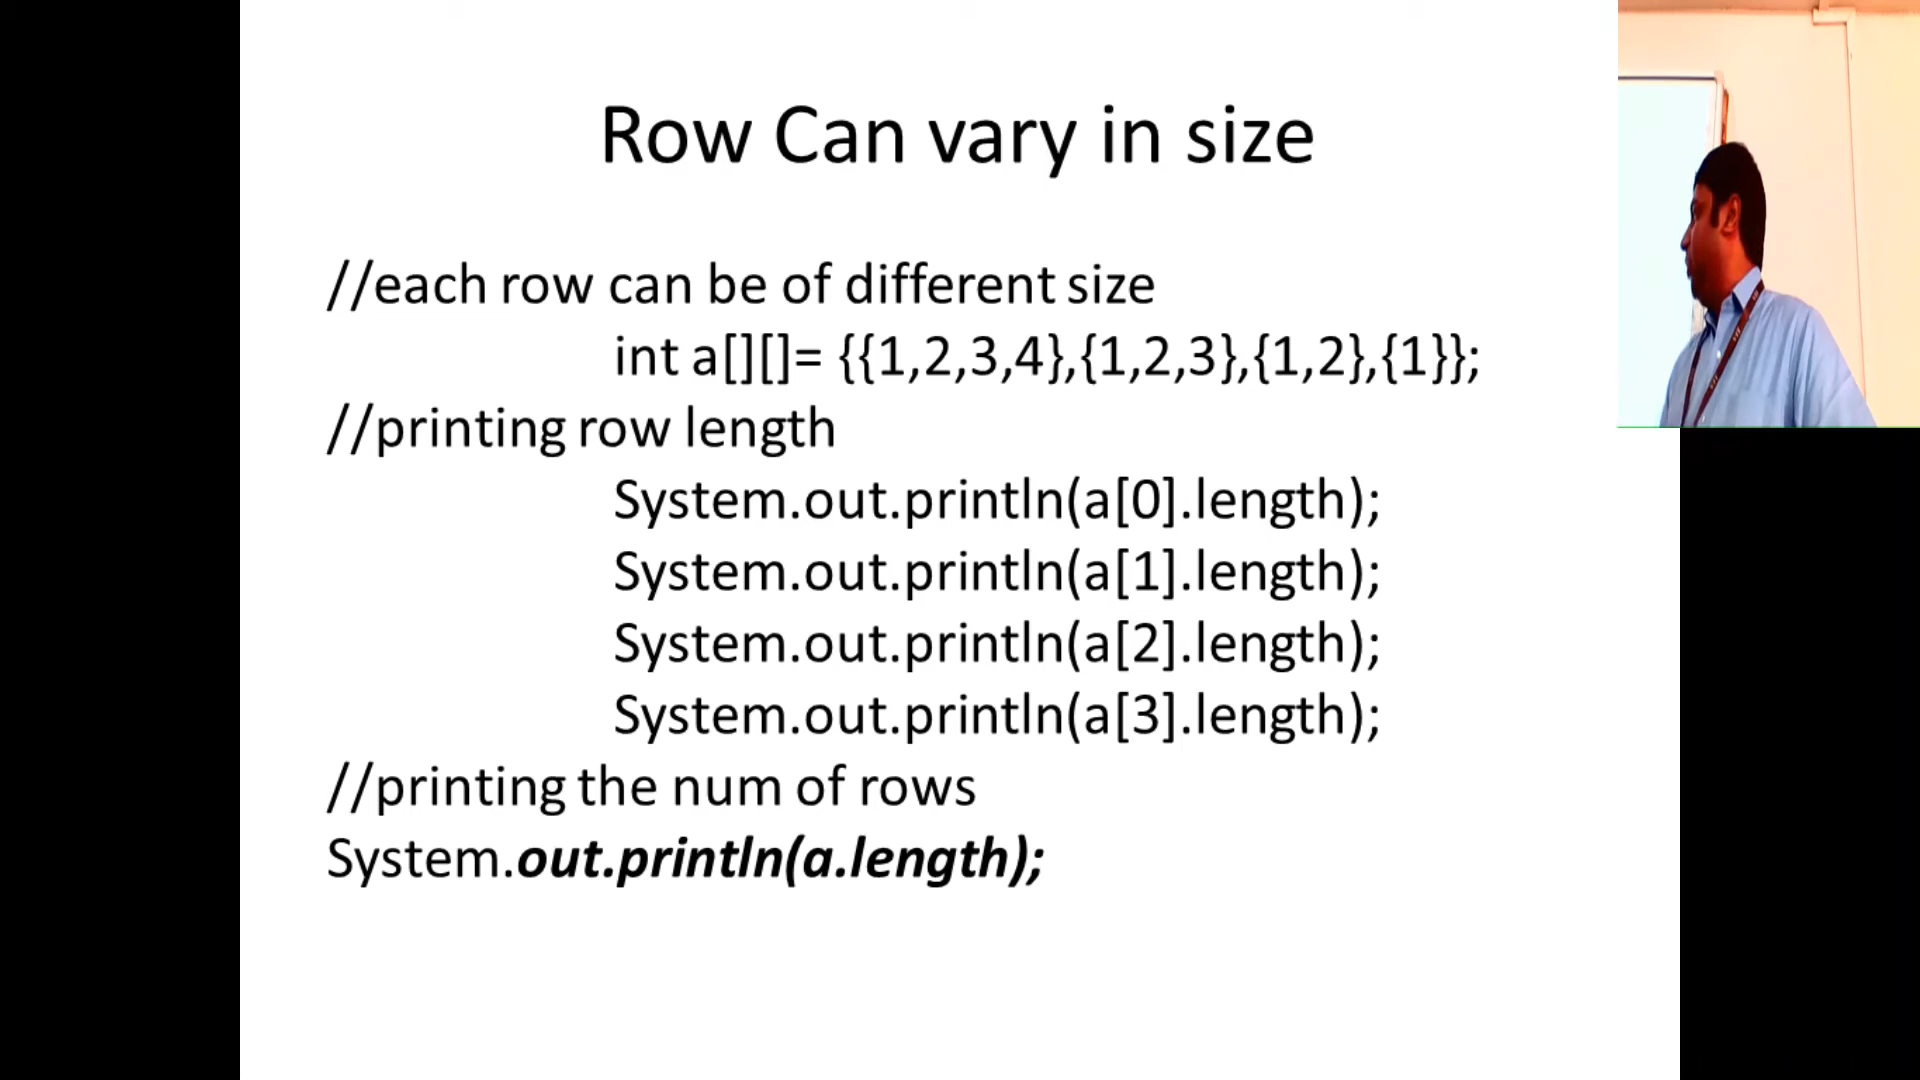 Row Can vary in size
//each row can be of different size
int a[][]= {{1,2,3,4},{1,2,3},{1,2},{1}};
//printing row length
System.out.println(a[0].length);
System.out.println(a[1].length);
System.out.println(a[2].length);
System.out.println(a[3].length);
//printing the num of rows
System.out.println(a.length);